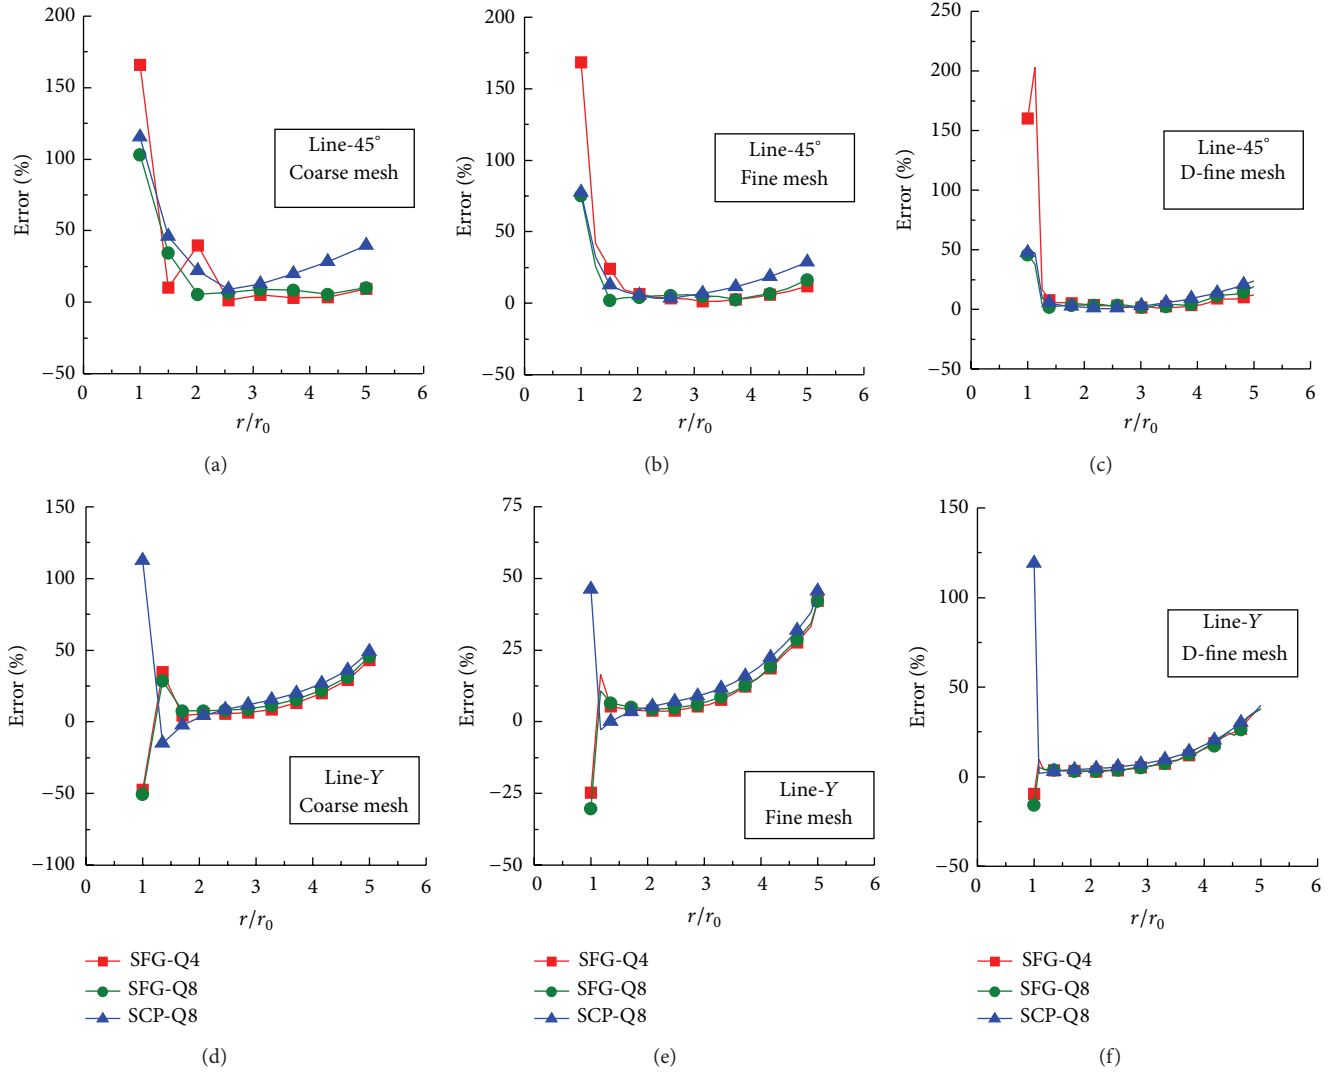 200
150
100
50
0
−50
Error (%)
0 1 2 3 4 5 6
r/r0
Line-45°
Coarse mesh
(a)
200
150
100
50
0
−50
Error (%)
0 1 2 3 4 5 6
r/r0
Line-45°
Fine mesh
(b)
250
200
150
100
50
0
−50
Error (%)
0 1 2 3 4 5 6
r/r0
Line-45°
D-fine mesh
(c)
150
100
50
0
−50
−100
Error (%)
0 1 2 3 4 5 6
r/r0
Line-Y
Coarse mesh
SFG-Q4
SFG-Q8
SCP-Q8
(d)
75
50
25
0
−25
−50
Error (%)
0 1 2 3 4 5 6
r/r0
Line-Y
Fine mesh
SFG-Q4
SFG-Q8
SCP-Q8
(e)
150
100
50
0
−50
Error (%)
0 1 2 3 4 5 6
r/r0
Line-Y
D-fine mesh
SFG-Q4
SFG-Q8
SCP-Q8
(f)